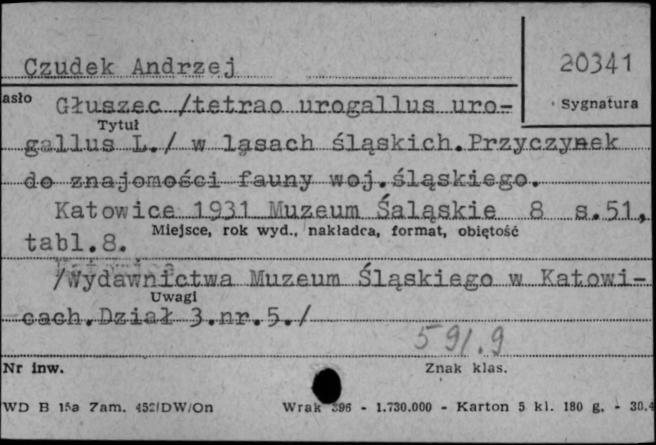 Czudek Andrzej
20341
asło
Sygnatura
Głuszec /tetrao urogallus uro-
Tytuł
gallus L./ w lasach śląskich.Przyczynek
do znajomości fauny woj.śląskiego.
Katowice 1931 Muzeum Śaląskie 8 s.51,
Miejsce, rok wyd., nakładca, format, obiętość
tabl.8.
/Wydawnictwa Muzeum Śląskiego w Katowi-
Uwagi
cach.Dział 3.nr.5./
591.9
Nr inw.
Znak klas.
WD B 15a Zam. 452/DW/On
Wrak 396 - 1.730.000 - Karton 5 kl. 180 g. - 30.4